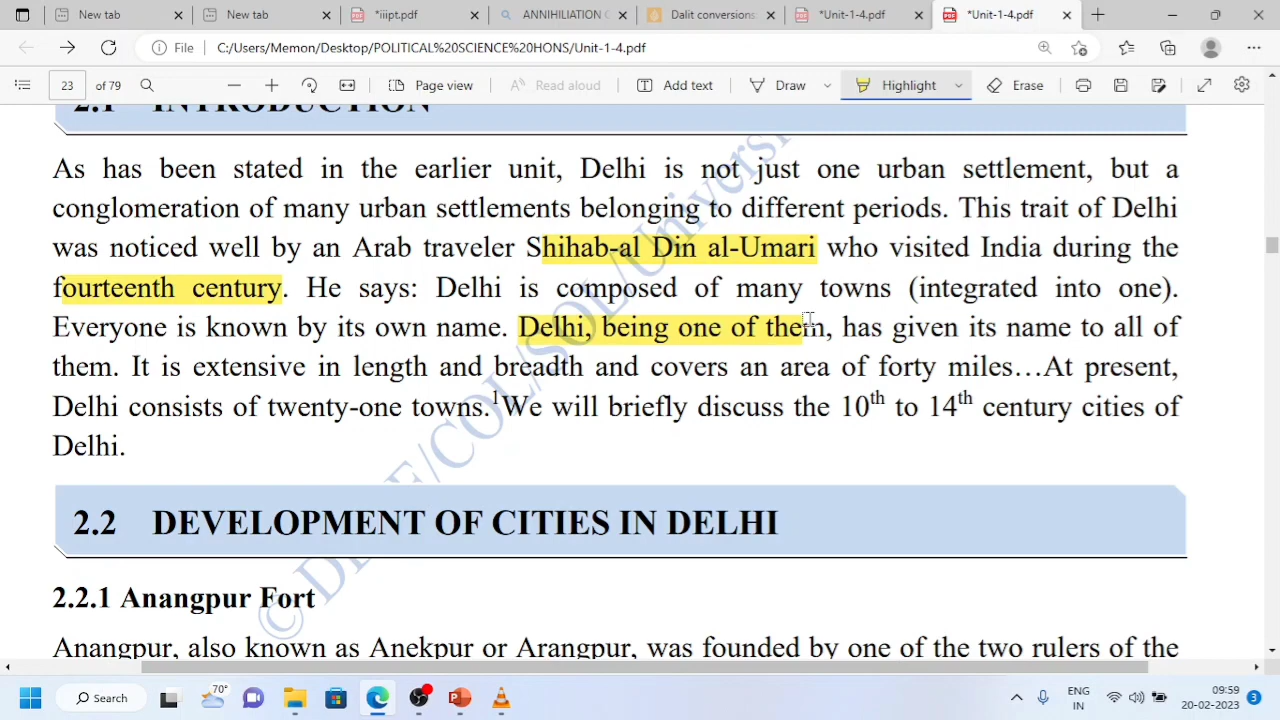 New tab
New tab
*iiipt.pdf
ANNIHILIATION
Dalit conversions:
*Unit-1-4.pdf
*Unit-1-4.pdf
File
C:/Users/Memon/Desktop/POLITICAL%20SCIENCE%20HONS/Unit-1-4.pdf
23 of 79
Page view
Read aloud
Add text
Draw
Highlight
Erase
2.1 INTRODUCTION
As has been stated in the earlier unit, Delhi is not just one urban settlement, but a
conglomeration of many urban settlements belonging to different periods. This trait of Delhi
was noticed well by an Arab traveler Shihab-al Din al-Umari who visited India during the
fourteenth century. He says: Delhi is composed of many towns (integrated into one).
Everyone is known by its own name. Delhi, being one of them, has given its name to all of
them. It is extensive in length and breadth and covers an area of forty miles…At present,
Delhi consists of twenty-one towns.1We will briefly discuss the 10th to 14th century cities of
Delhi.
2.2 DEVELOPMENT OF CITIES IN DELHI
2.2.1 Anangpur Fort
Anangpur, also known as Anekpur or Arangpur, was founded by one of the two rulers of the
/COL/SOL/
70°
Search
ENG
IN
09:59
20-02-2023
3